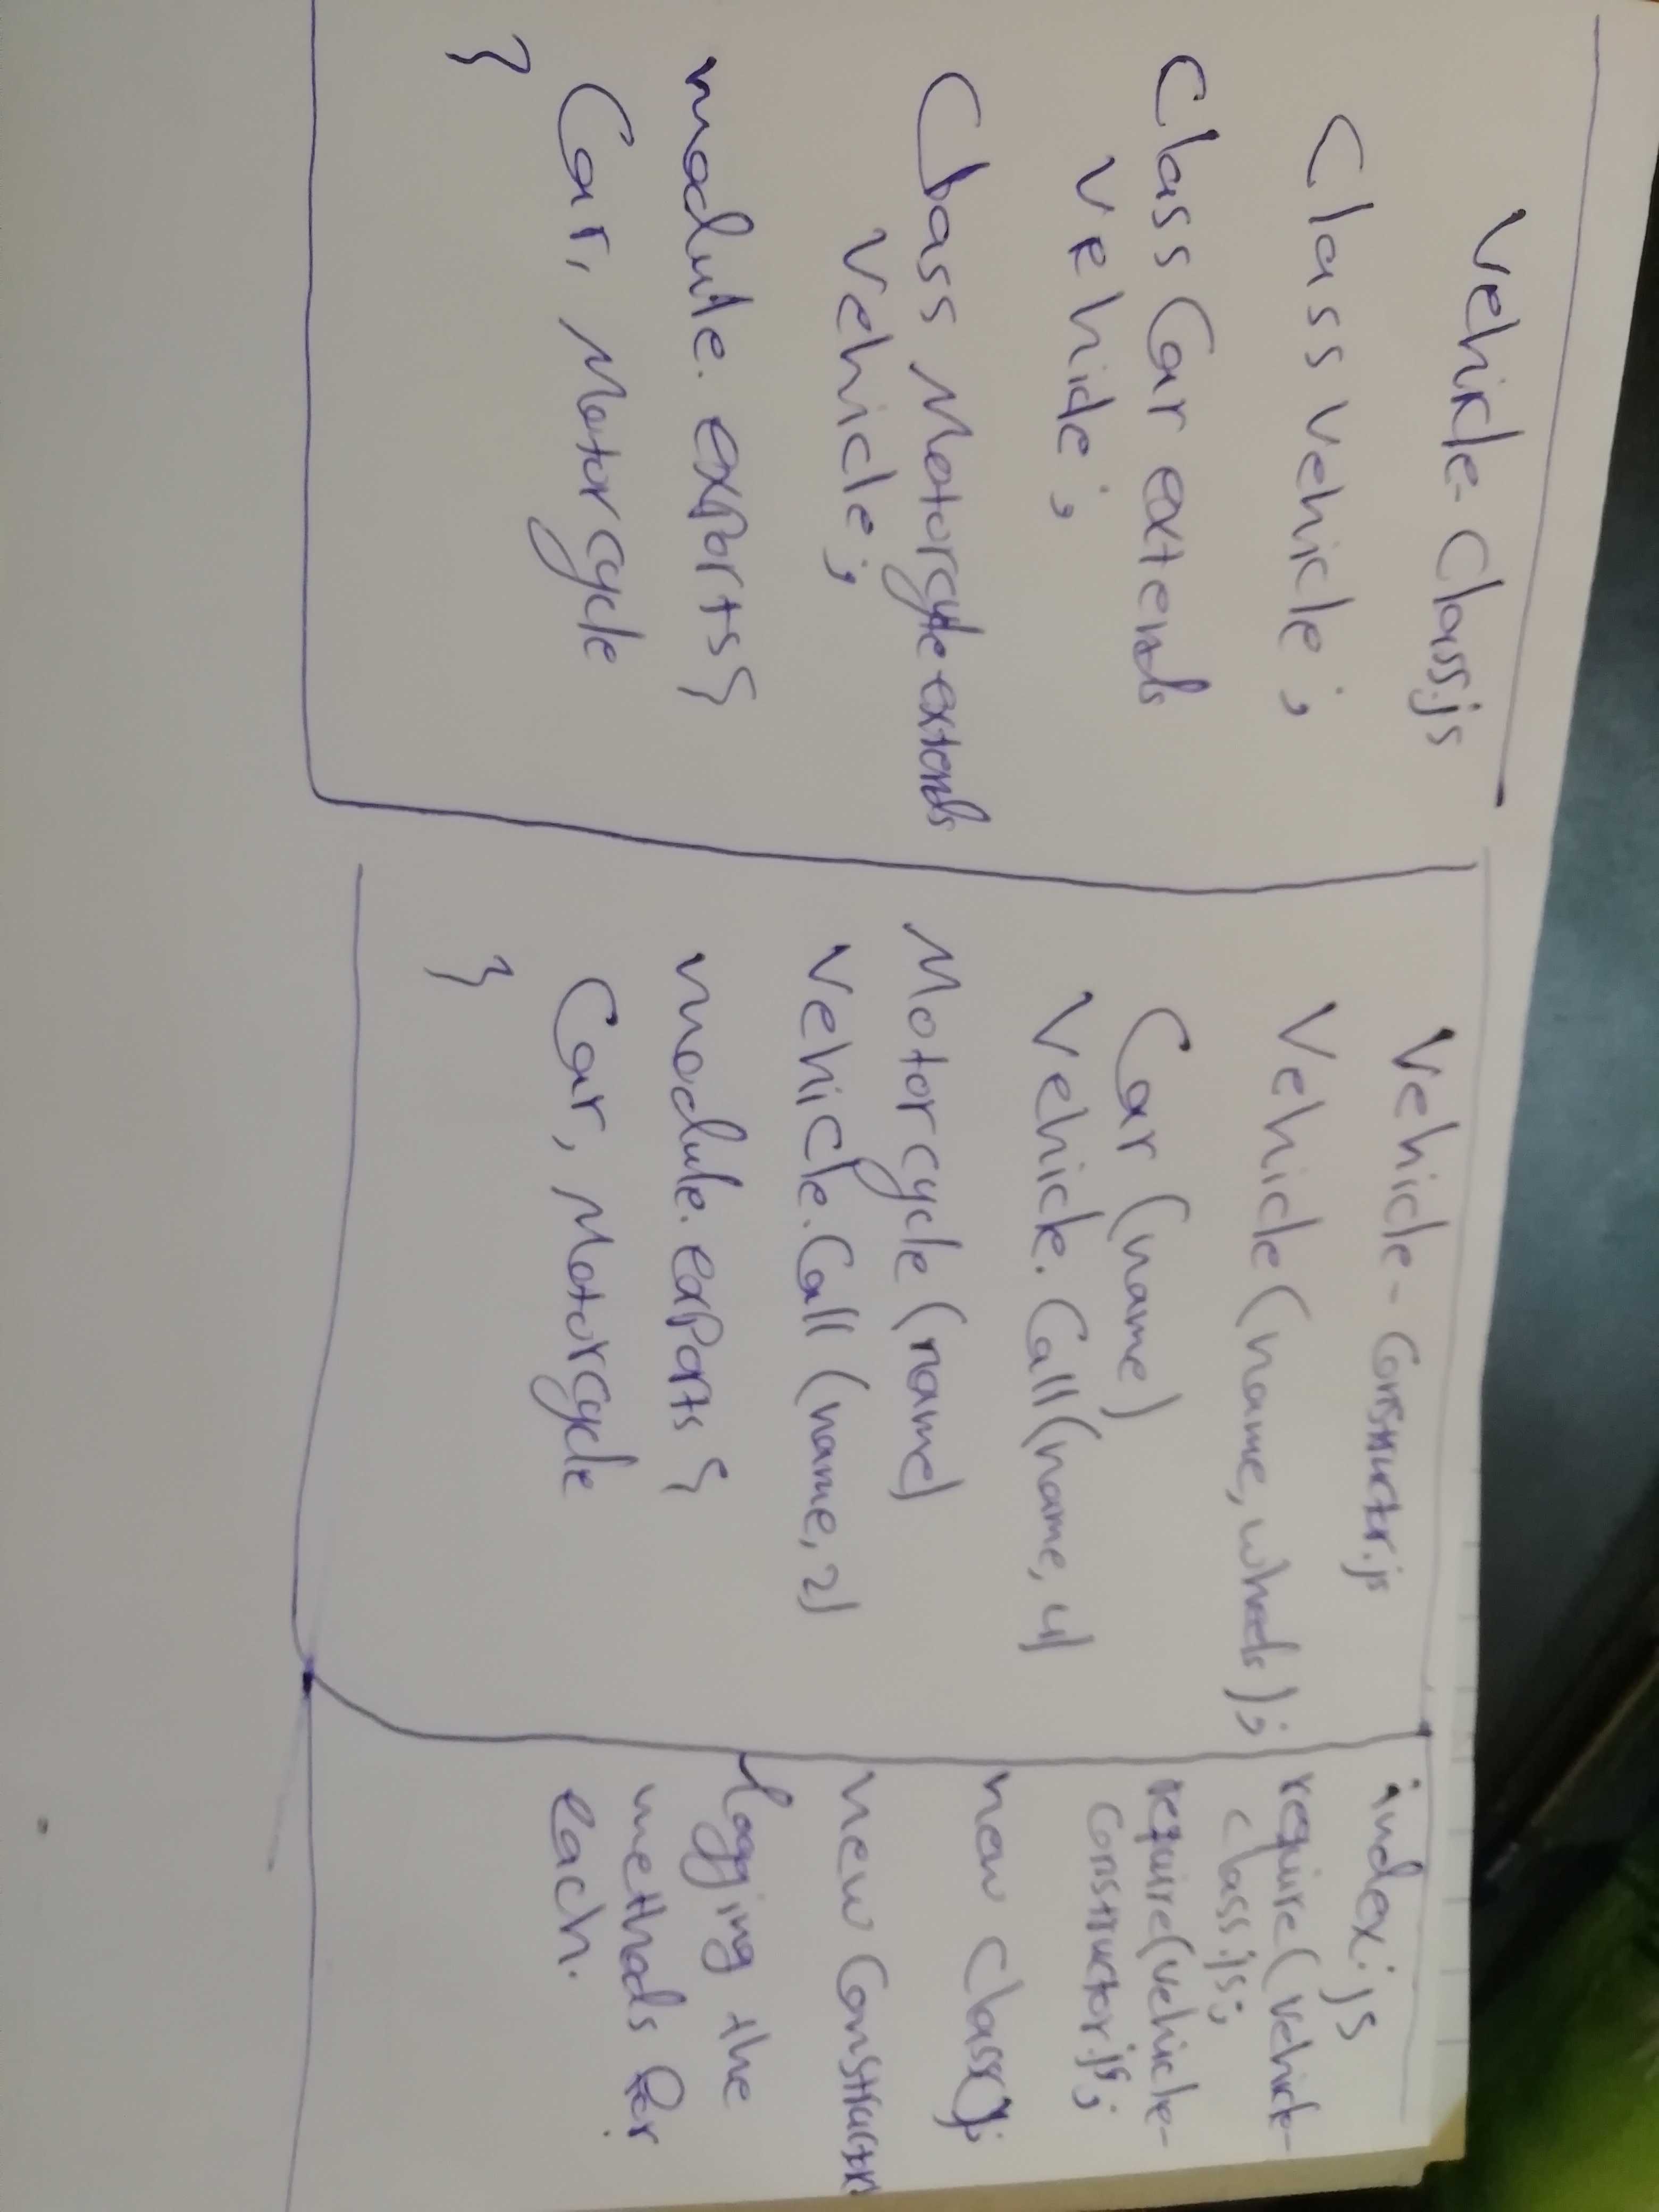 Vehicle-Class.js
Class Vehicle;
Class Car extends
Vehicle;
Class Motorcycle extends
Vehicle;
module.exports{
Car, Motorcycle
}
Vehicle-Constructor.js
Vehicle(name, wheels);
Car (name)
Vehicle.Call(name, 4)
Motorcycle (name)
Vehicle.Call (name, 2)
module.exports {
Car, Motorcycle
}
index.js
require(vehicle-
class.js;
require(vehicle-
constructor.js;
new class();
new Constructor
logging the
methods for
each.